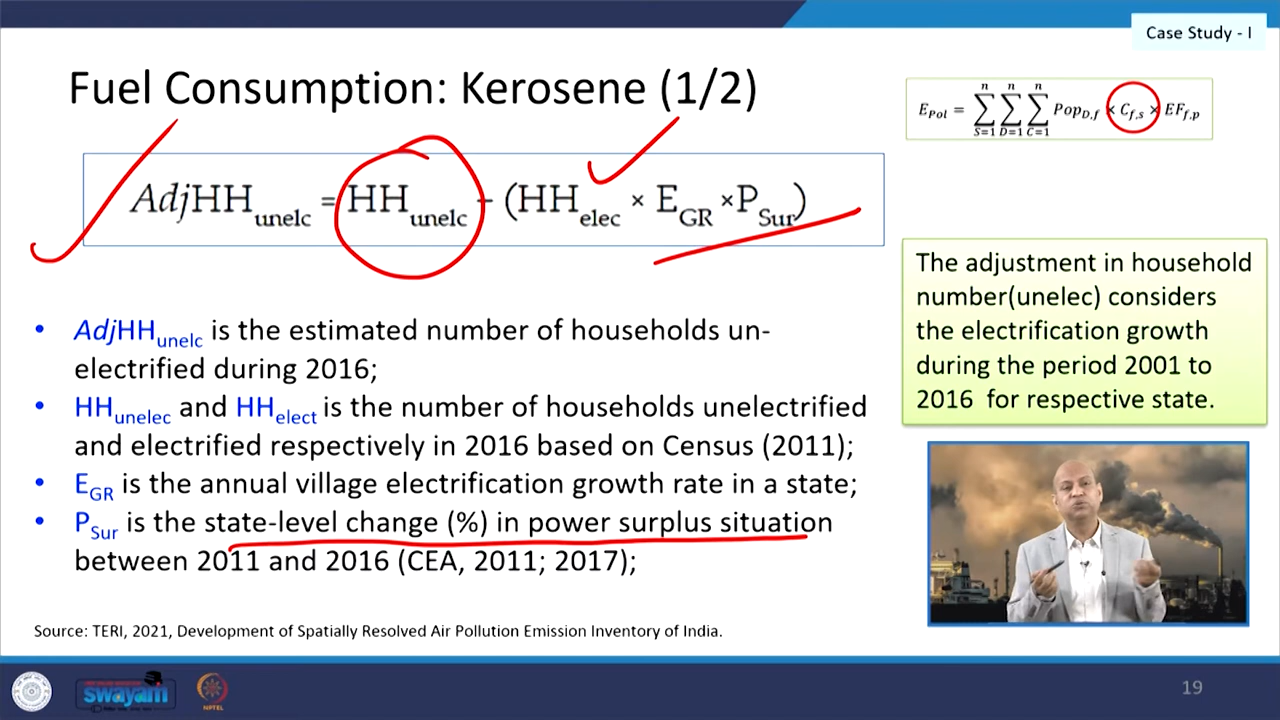 Case Study - I
Fuel Consumption: Kerosene (1/2)
E_Pol = ∑_{S=1}^{n} ∑_{D=1}^{n} ∑_{C=1}^{n} Pop_{D,f} × C_{f,s} × EF_{f,p}
AdjHH_unelc = HH_unelc - (HH_elec × E_GR × P_Sur)
The adjustment in household
number(unelec) considers
the electrification growth
during the period 2001 to
2016 for respective state.
• AdjHH_unelc is the estimated number of households un-
electrified during 2016;
• HH_unelec and HH_elect is the number of households unelectrified
and electrified respectively in 2016 based on Census (2011);
• E_GR is the annual village electrification growth rate in a state;
• P_Sur is the state-level change (%) in power surplus situation
between 2011 and 2016 (CEA, 2011; 2017);
Source: TERI, 2021, Development of Spatially Resolved Air Pollution Emission Inventory of India.
swayam
NPTEL
19